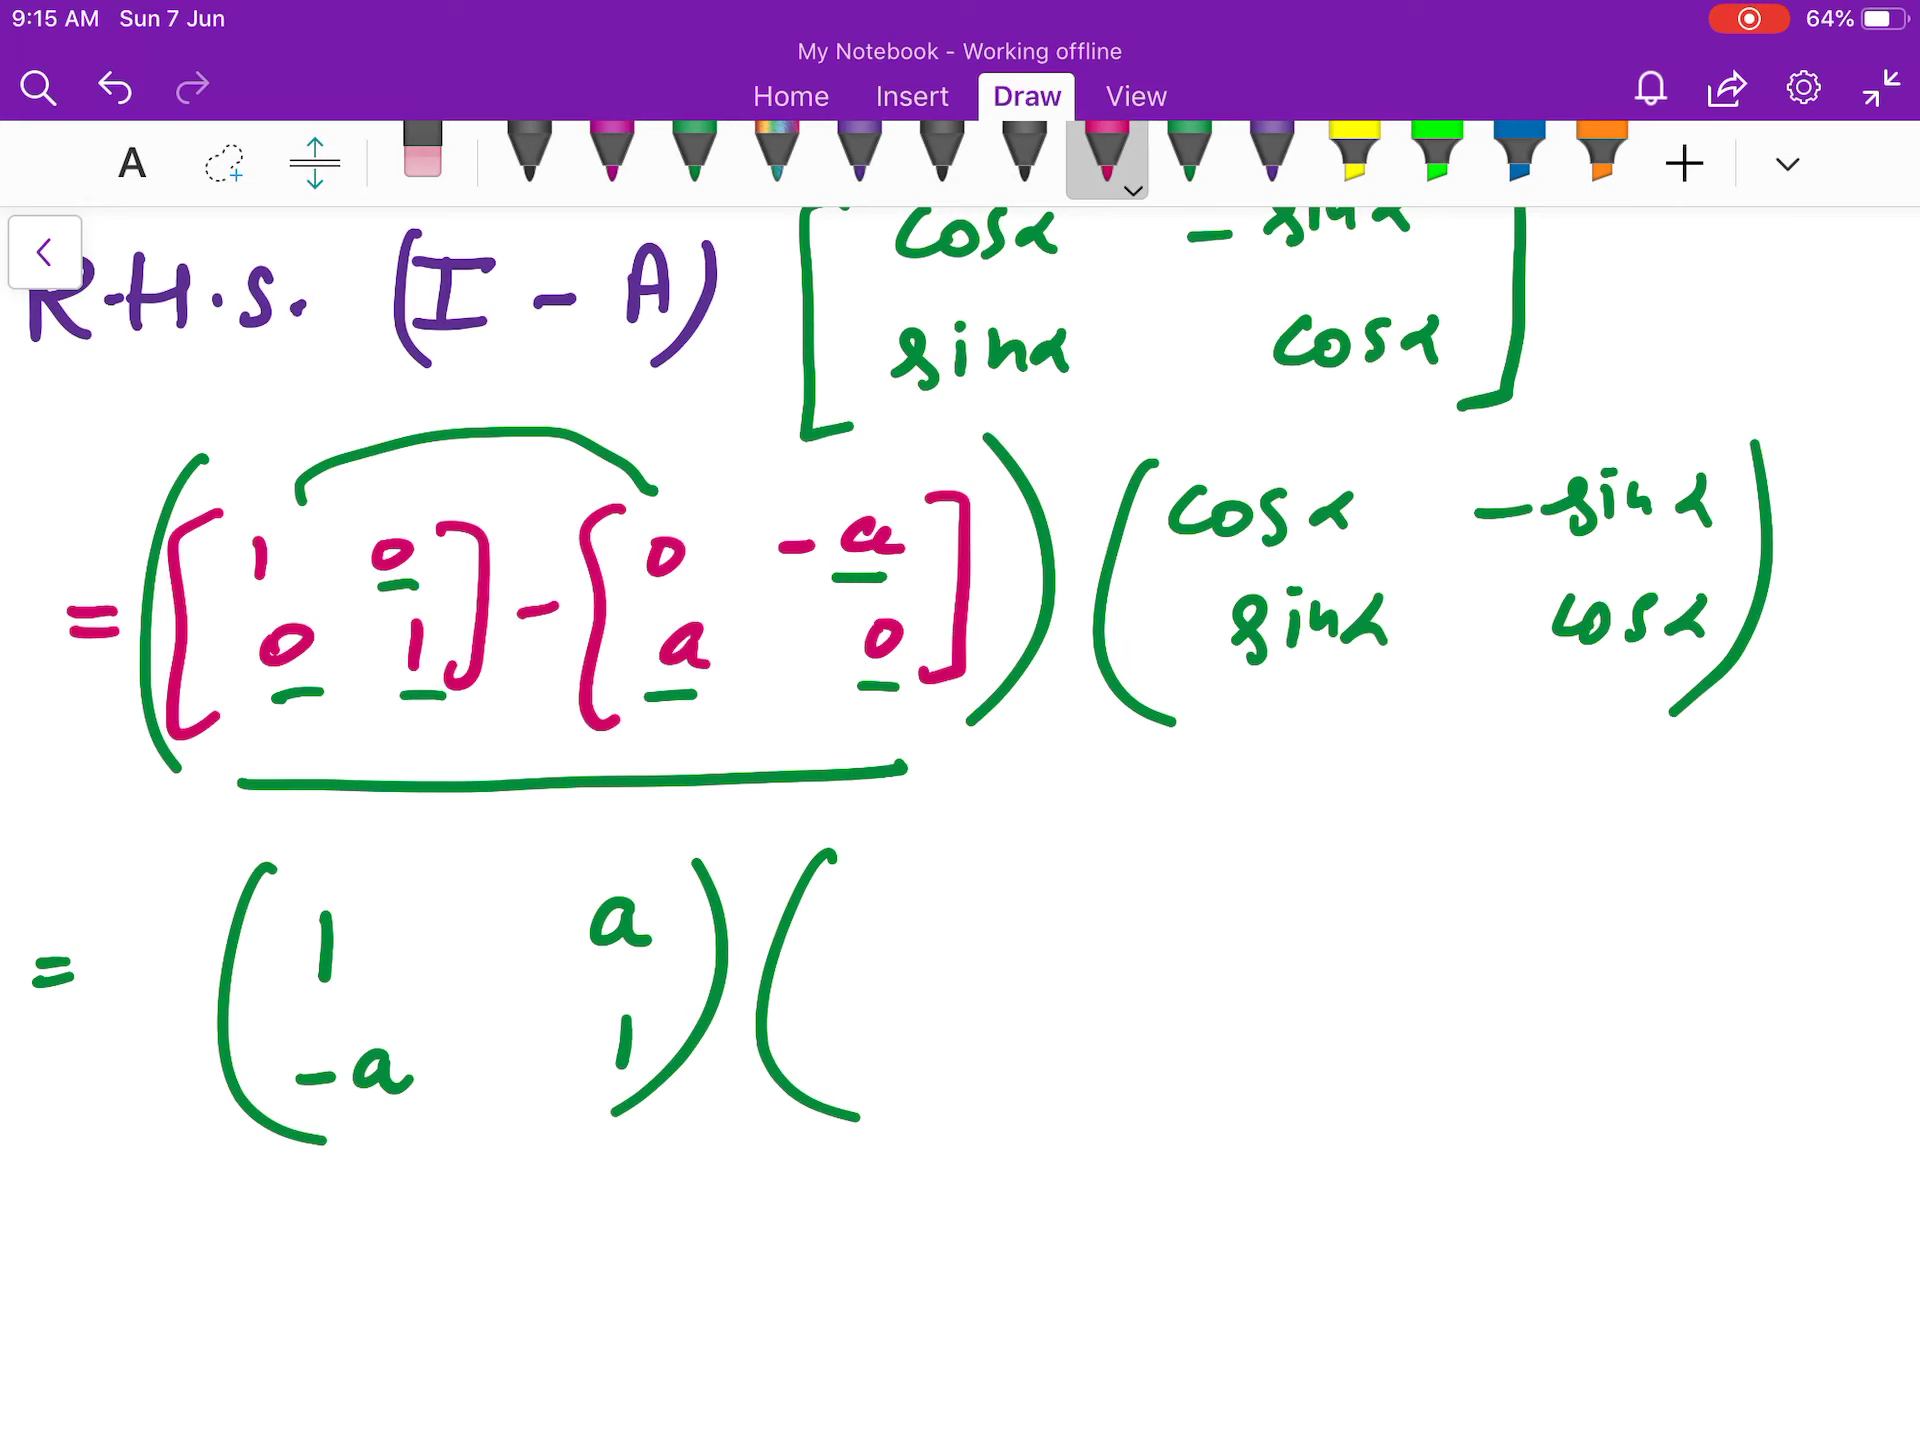 9:15 AM Sun 7 Jun 64%
My Notebook - Working offline
Home Insert Draw View
A
R.H.S. (I - A) [cosα - sinα
sinα cosα]
= ([1 0
0 1] - [0 -a
a 0]) (cosα -sinα
sinα cosα)
= (1 a
-a 1) (